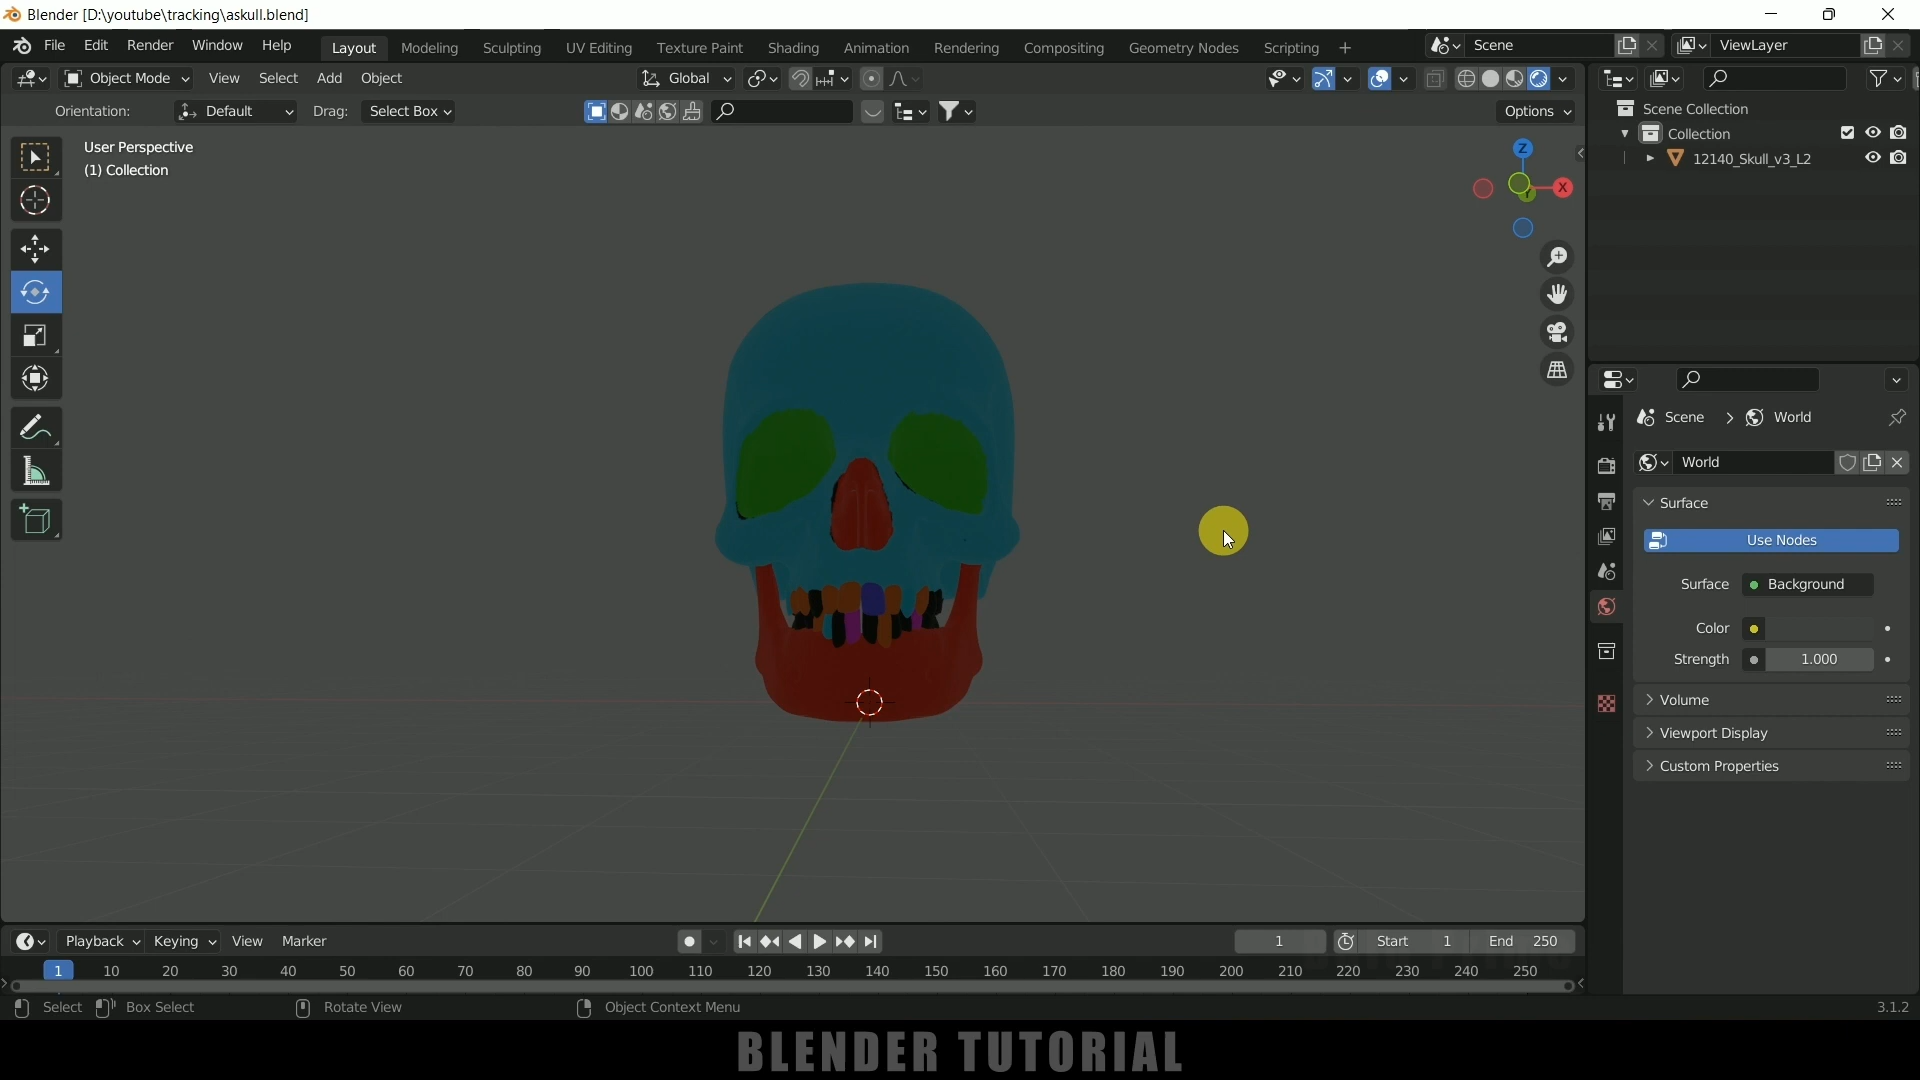 Blender [D:\youtube\tracking\askull.blend]
File Edit Render Window Help Layout Modeling Sculpting UV Editing Texture Paint Shading Animation Rendering Compositing Geometry Nodes Scripting + Scene ViewLayer
Object Mode View Select Add Object Global
Orientation: Default Drag: Select Box Options
User Perspective
(1) Collection
Z
X
Scene Collection
Collection
12140_Skull_v3_L2
Scene > World
World
Surface
Use Nodes
Surface Background
Color
Strength 1.000
Volume
Viewport Display
Custom Properties
Playback Keying View Marker 1 Start 1 End 250
1 10 20 30 40 50 60 70 80 90 100 110 120 130 140 150 160 170 180 190 200 210 220 230 240 250
Select Box Select Rotate View Object Context Menu 3.1.2
BLENDER TUTORIAL